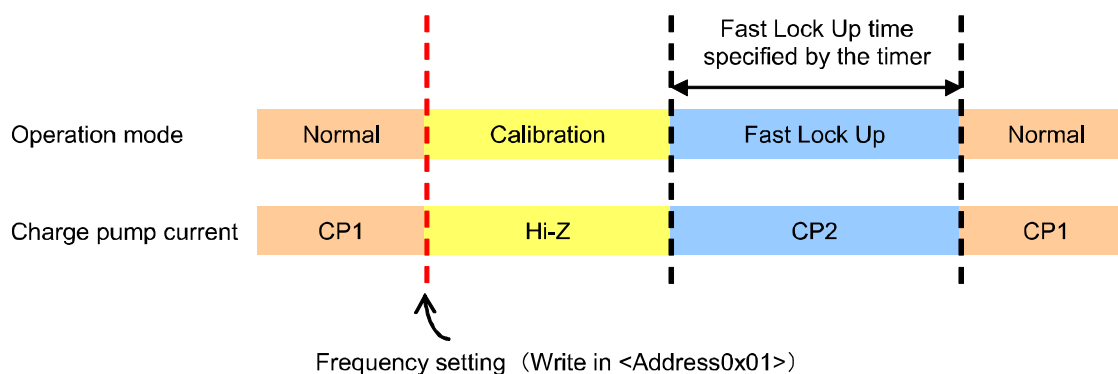 Fast Lock Up time
specified by the timer
Operation mode Normal Calibration Fast Lock Up Normal
Charge pump current CP1 Hi-Z CP2 CP1
Frequency setting（Write in <Address0x01>）